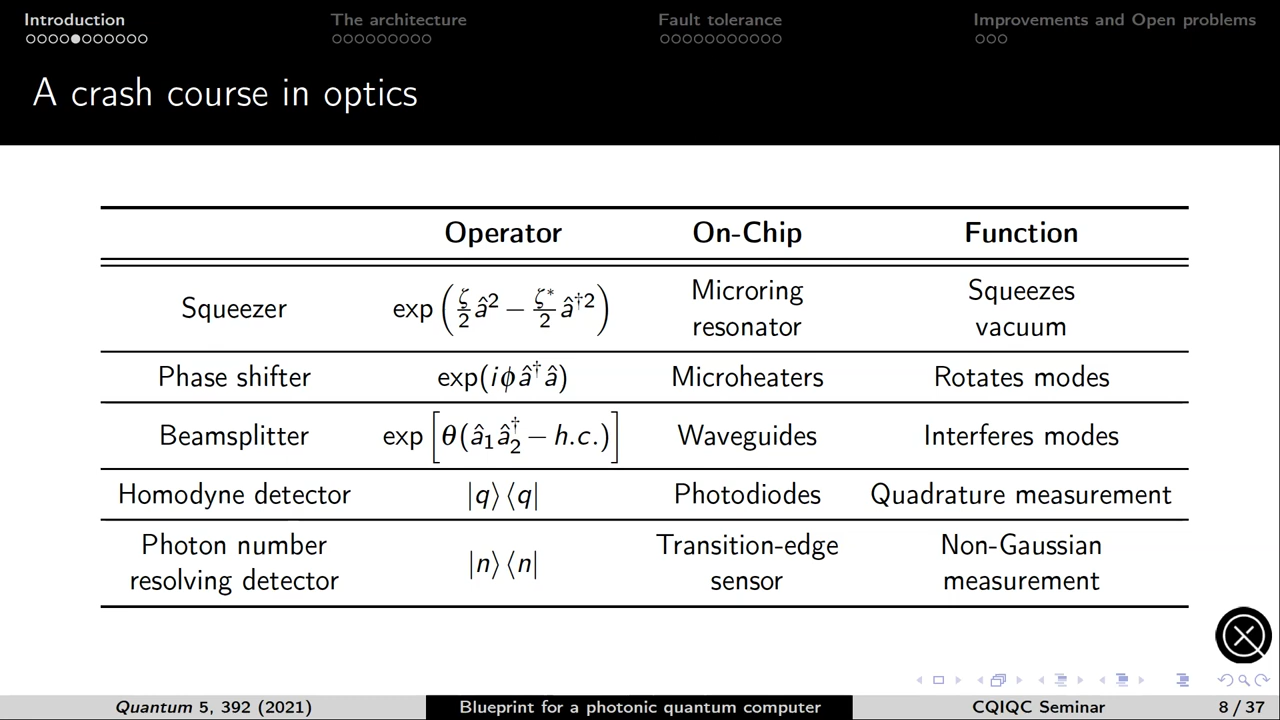 Introduction The architecture Fault tolerance Improvements and Open problems
A crash course in optics
Operator On-Chip Function
Squeezer exp(ζ/2 â² − ζ*/2 â†²) Microring resonator Squeezes vacuum
Phase shifter exp(iϕâ†â) Microheaters Rotates modes
Beamsplitter exp[θ(â₁â₂† − h.c.)] Waveguides Interferes modes
Homodyne detector |q⟩⟨q| Photodiodes Quadrature measurement
Photon number resolving detector |n⟩⟨n| Transition-edge sensor Non-Gaussian measurement
Quantum 5, 392 (2021) Blueprint for a photonic quantum computer CQIQC Seminar 8 / 37